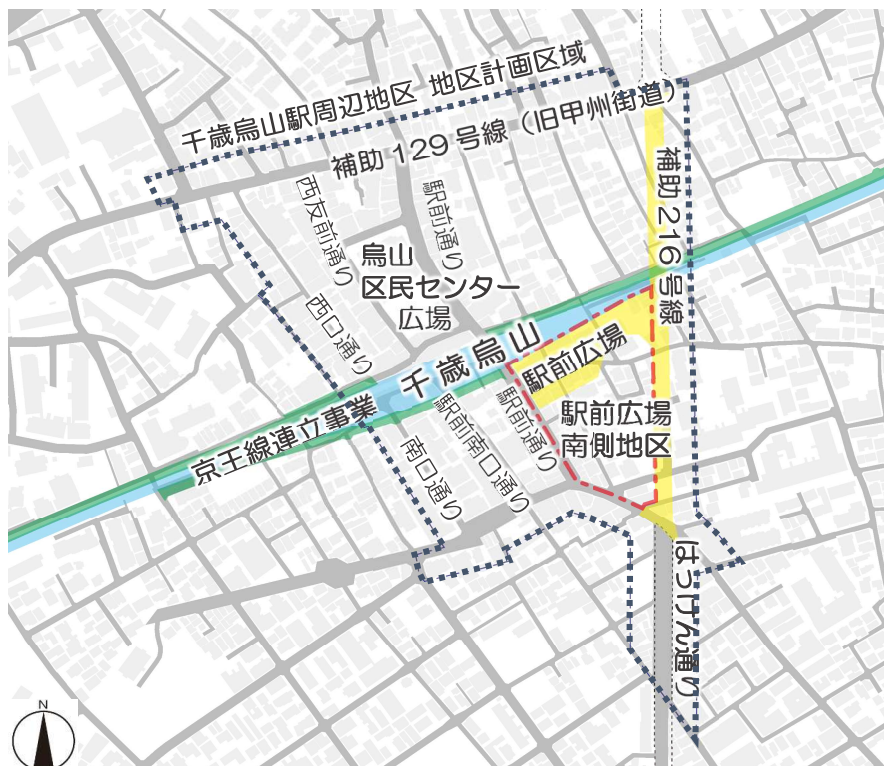 千歳烏山駅周辺地区 地区計画区域
補助129号線（旧甲州街道）
補助216号線
西友前通り
駅前通り
烏山
区民センター
広場
西口通り
千歳烏山
駅前広場
京王線連立事業
駅前広場
南側地区
駅前通り
駅前南口通り
南口通り
はっけん通り
N